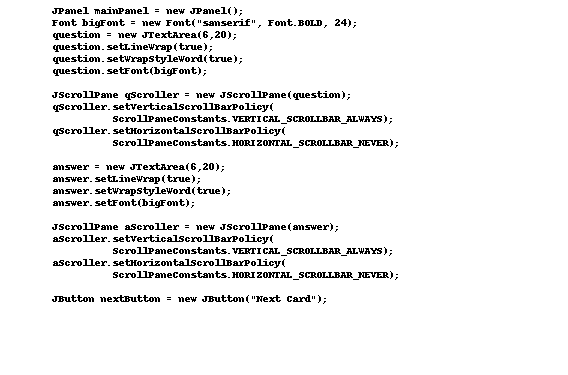 JPanel mainPanel = new JPanel();
Font bigFont = new Font("sanserif", Font.BOLD, 24);
question = new JTextArea(6,20);
question.setLineWrap(true);
question.setWrapStyleWord(true);
question.setFont(bigFont);
JScrollPane qScroller = new JScrollPane(question);
qScroller.setVerticalScrollBarPolicy(
ScrollPaneConstants.VERTICAL_SCROLLBAR_ALWAYS);
qScroller.setHorizontalScrollBarPolicy(
ScrollPaneConstants.HORIZONTAL_SCROLLBAR_NEVER);
answer = new JTextArea(6,20);
answer.setLineWrap(true);
answer.setWrapStyleWord(true);
answer.setFont(bigFont);
JScrollPane aScroller = new JScrollPane(answer);
aScroller.setVerticalScrollBarPolicy(
ScrollPaneConstants.VERTICAL_SCROLLBAR_ALWAYS);
aScroller.setHorizontalScrollBarPolicy(
ScrollPaneConstants.HORIZONTAL_SCROLLBAR_NEVER);
JButton nextButton = new JButton("Next Card");